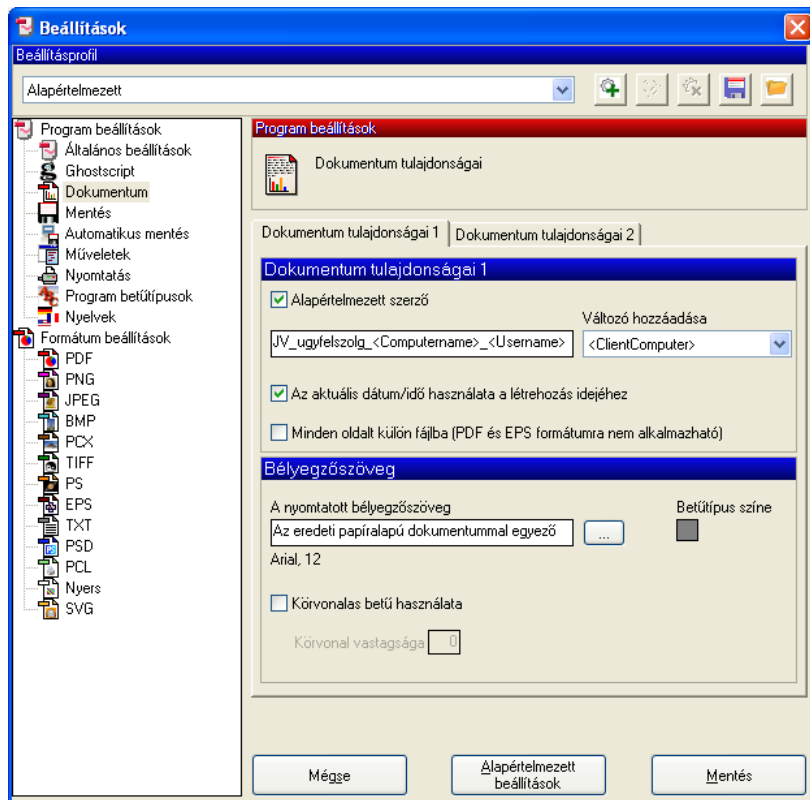 Beállítások
Beállításprofil
Alapértelmezett
Program beállítások
Általános beállítások
Ghostscript
Dokumentum
Mentés
Automatikus mentés
Műveletek
Nyomtatás
Program betűtípusok
Nyelvek
Formátum beállítások
PDF
PNG
JPEG
BMP
PCX
TIFF
PS
EPS
TXT
PSD
PCL
Nyers
SVG
Program beállítások
Dokumentum tulajdonságai
Dokumentum tulajdonságai 1
Dokumentum tulajdonságai 2
Dokumentum tulajdonságai 1
Alapértelmezett szerző
Változó hozzáadása
JV_ugyfelszolg_<Computername>_<Username>
<ClientComputer>
Az aktuális dátum/idő használata a létrehozás idejéhez
Minden oldalt külön fájlba (PDF és EPS formátumra nem alkalmazható)
Bélyegzőszöveg
A nyomtatott bélyegzőszöveg
Betűtípus színe
Az eredeti papíralapú dokumentummal egyező
...
Arial, 12
Körvonalas betű használata
Körvonal vastagsága 0
Mégse
Alapértelmezett
beállítások
Mentés